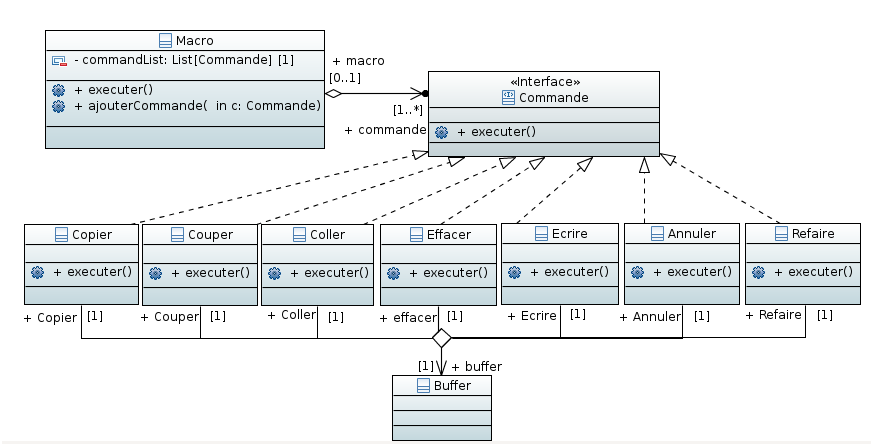 Macro
- commandList: List[Commande] [1]
+ executer()
+ ajouterCommande( in c: Commande)
+ macro
[0..1]
[1..*]
+ commande
«Interface»
Commande
+ executer()
Copier
+ executer()
Couper
+ executer()
Coller
+ executer()
Effacer
+ executer()
Ecrire
+ executer()
Annuler
+ executer()
Refaire
+ executer()
+ Copier [1]
+ Couper [1]
+ Coller [1]
+ effacer [1]
+ Ecrire [1]
+ Annuler [1]
+ Refaire [1]
[1] + buffer
Buffer